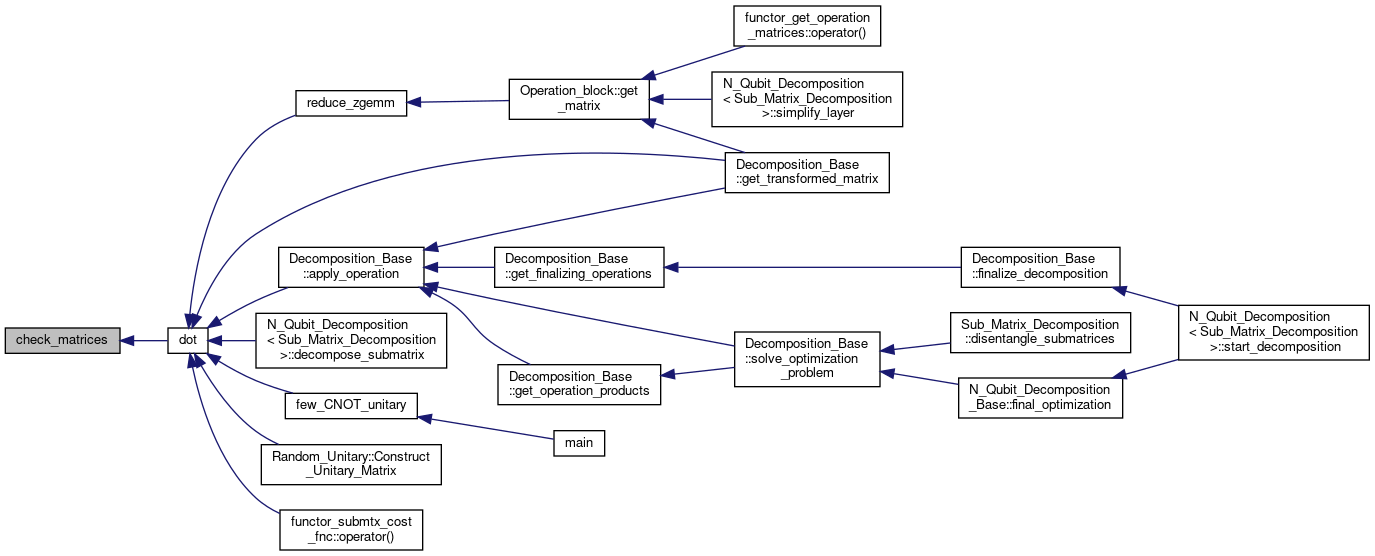 functor_get_operation
_matrices::operator()
N_Qubit_Decomposition
< Sub_Matrix_Decomposition
>::simplify_layer
Operation_block::get
_matrix
reduce_zgemm
Decomposition_Base
::get_transformed_matrix
Decomposition_Base
::apply_operation
Decomposition_Base
::get_finalizing_operations
Decomposition_Base
::finalize_decomposition
check_matrices
dot
N_Qubit_Decomposition
< Sub_Matrix_Decomposition
>::decompose_submatrix
Decomposition_Base
::solve_optimization
_problem
Sub_Matrix_Decomposition
::disentangle_submatrices
N_Qubit_Decomposition
< Sub_Matrix_Decomposition
>::start_decomposition
Decomposition_Base
::get_operation_products
N_Qubit_Decomposition
_Base::final_optimization
few_CNOT_unitary
main
Random_Unitary::Construct
_Unitary_Matrix
functor_submtx_cost
_fnc::operator()